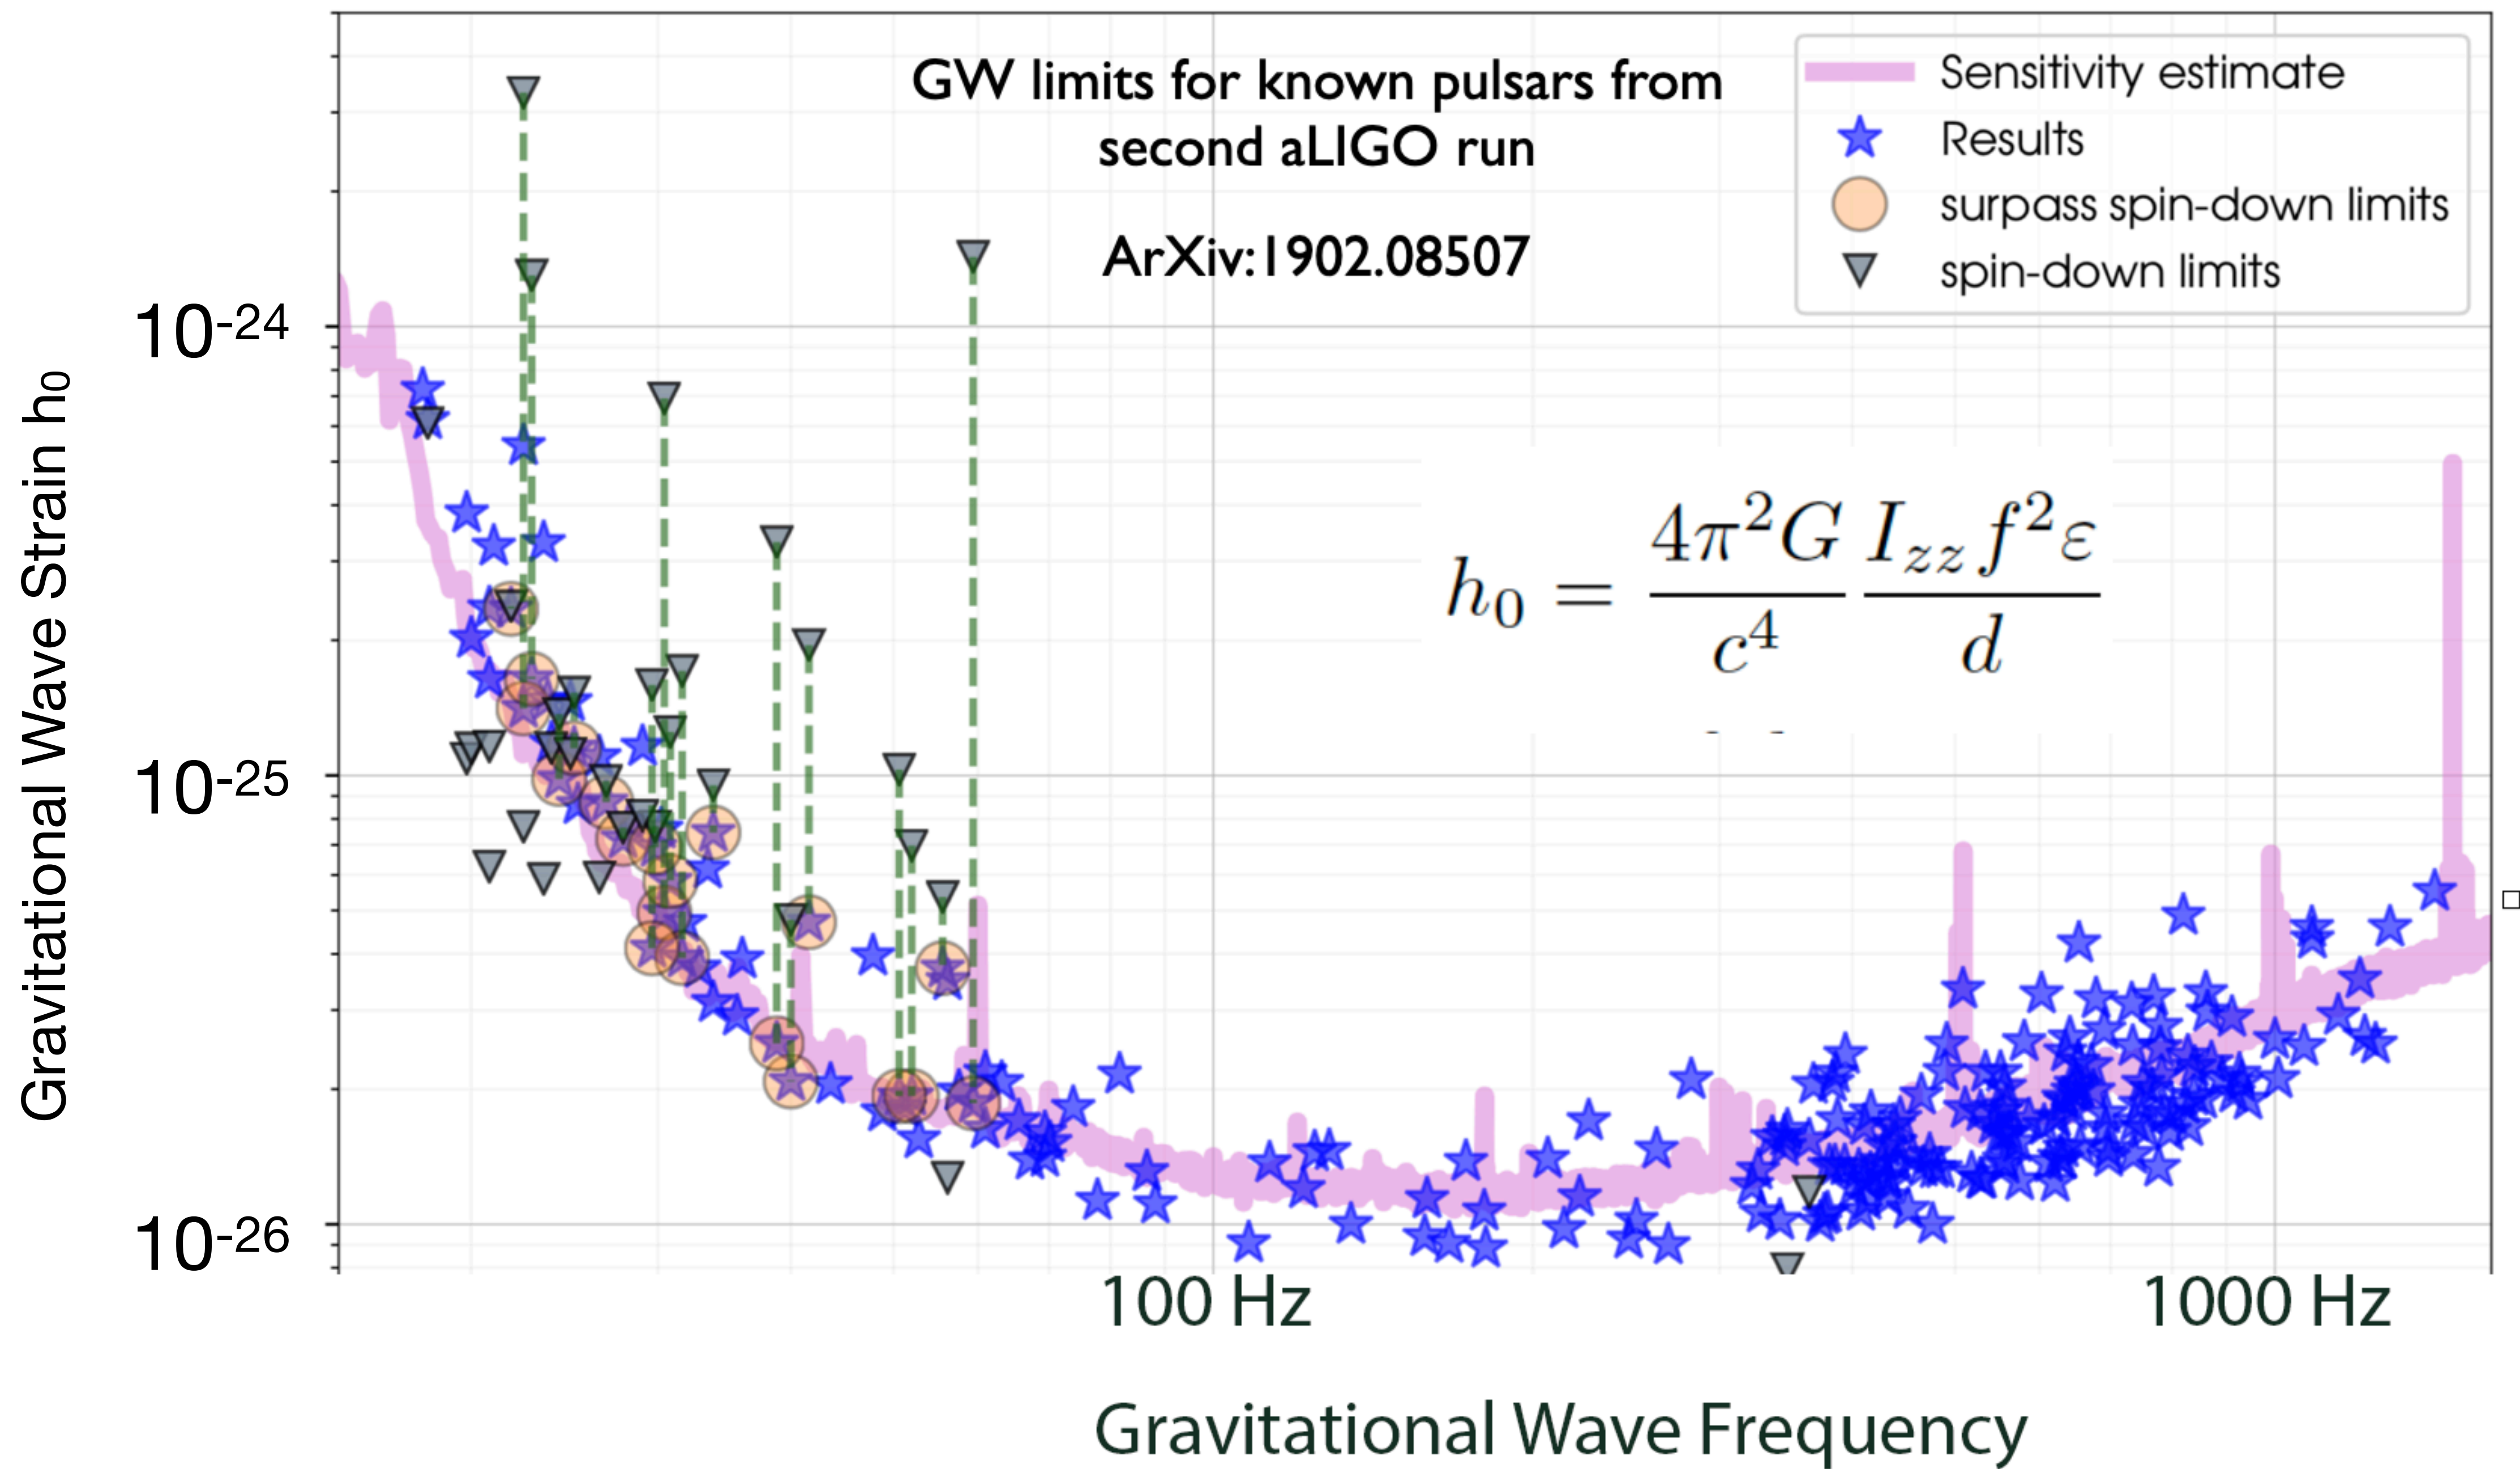 GW limits for known pulsars from
second aLIGO run
ArXiv:1902.08507
Sensitivity estimate
Results
surpass spin-down limits
spin-down limits
Gravitational Wave Strain h₀
10⁻²⁴
10⁻²⁵
10⁻²⁶
h₀ = 4π²G/c⁴ I_zz f²ε/d
100 Hz
1000 Hz
Gravitational Wave Frequency